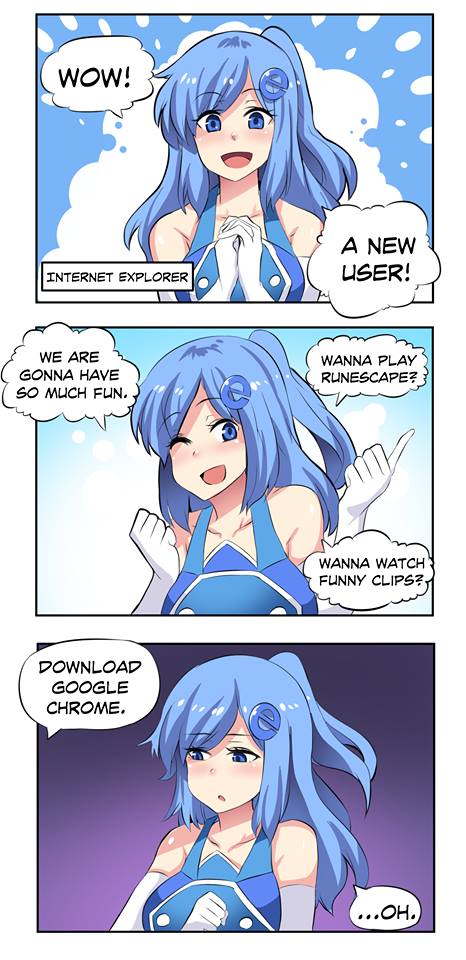 WOW!
A NEW
USER!
INTERNET EXPLORER
WE ARE
GONNA HAVE
SO MUCH FUN.
WANNA PLAY
RUNESCAPE?
WANNA WATCH
FUNNY CLIPS?
DOWNLOAD
GOOGLE
CHROME.
...OH.